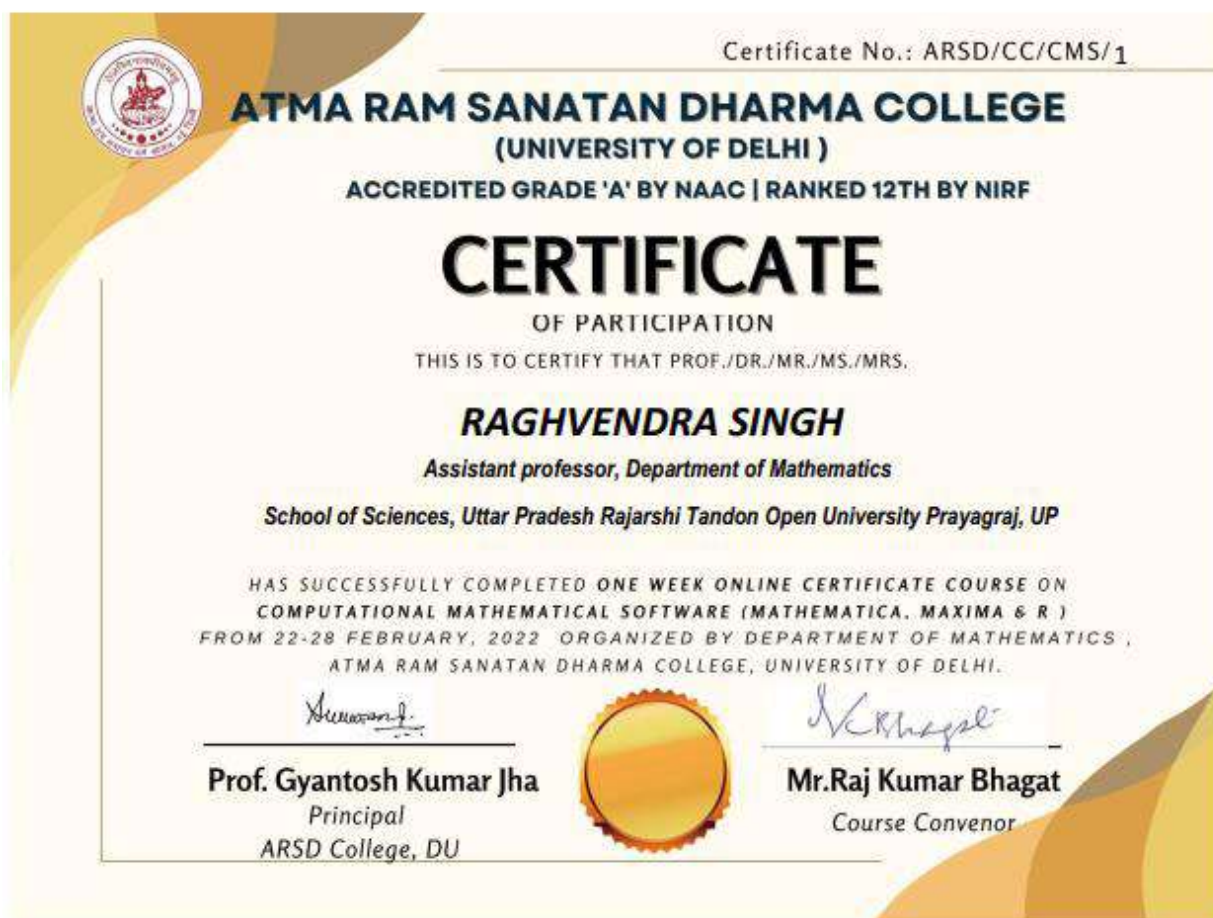 Certificate No.: ARSD/CC/CMS/1
ATMA RAM SANATAN DHARMA COLLEGE
(UNIVERSITY OF DELHI )
ACCREDITED GRADE 'A' BY NAAC | RANKED 12TH BY NIRF
CERTIFICATE
OF PARTICIPATION
THIS IS TO CERTIFY THAT PROF./DR./MR./MS./MRS.
RAGHVENDRA SINGH
Assistant professor, Department of Mathematics
School of Sciences, Uttar Pradesh Rajarshi Tandon Open University Prayagraj, UP
HAS SUCCESSFULLY COMPLETED ONE WEEK ONLINE CERTIFICATE COURSE ON
COMPUTATIONAL MATHEMATICAL SOFTWARE (MATHEMATICA, MAXIMA & R )
FROM 22-28 FEBRUARY, 2022 ORGANIZED BY DEPARTMENT OF MATHEMATICS ,
ATMA RAM SANATAN DHARMA COLLEGE, UNIVERSITY OF DELHI.
Prof. Gyantosh Kumar Jha
Principal
ARSD College, DU
Mr.Raj Kumar Bhagat
Course Convenor